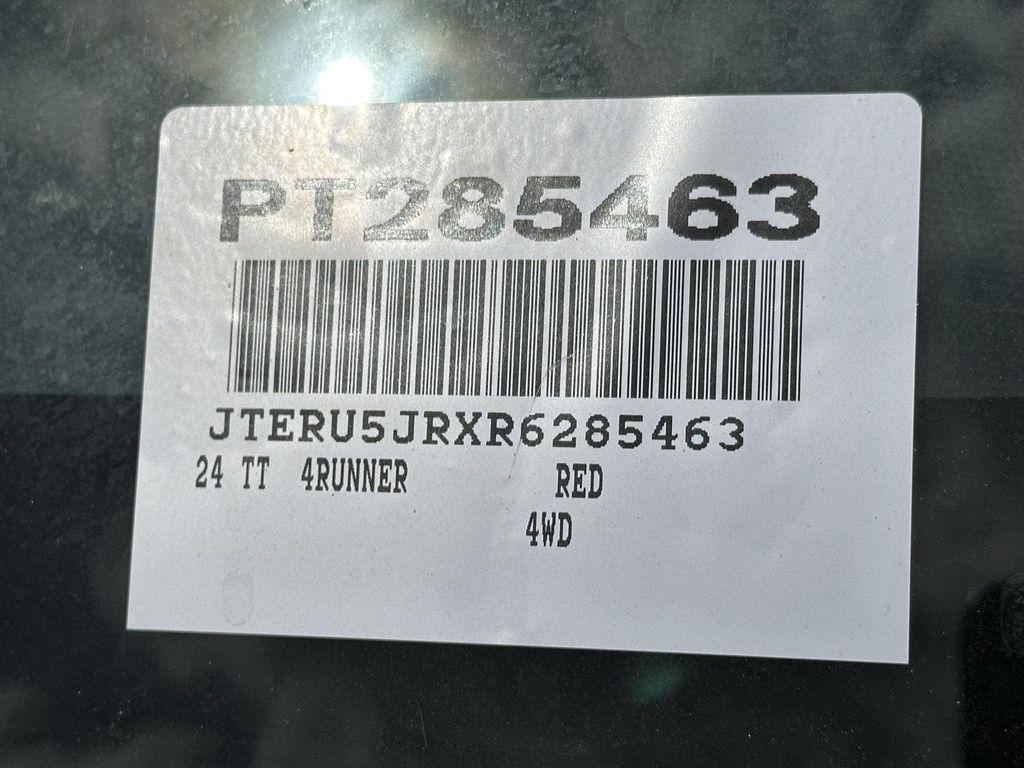 PT285463
JTERU5JRXR6285463
24 TT 4RUNNER RED
4WD